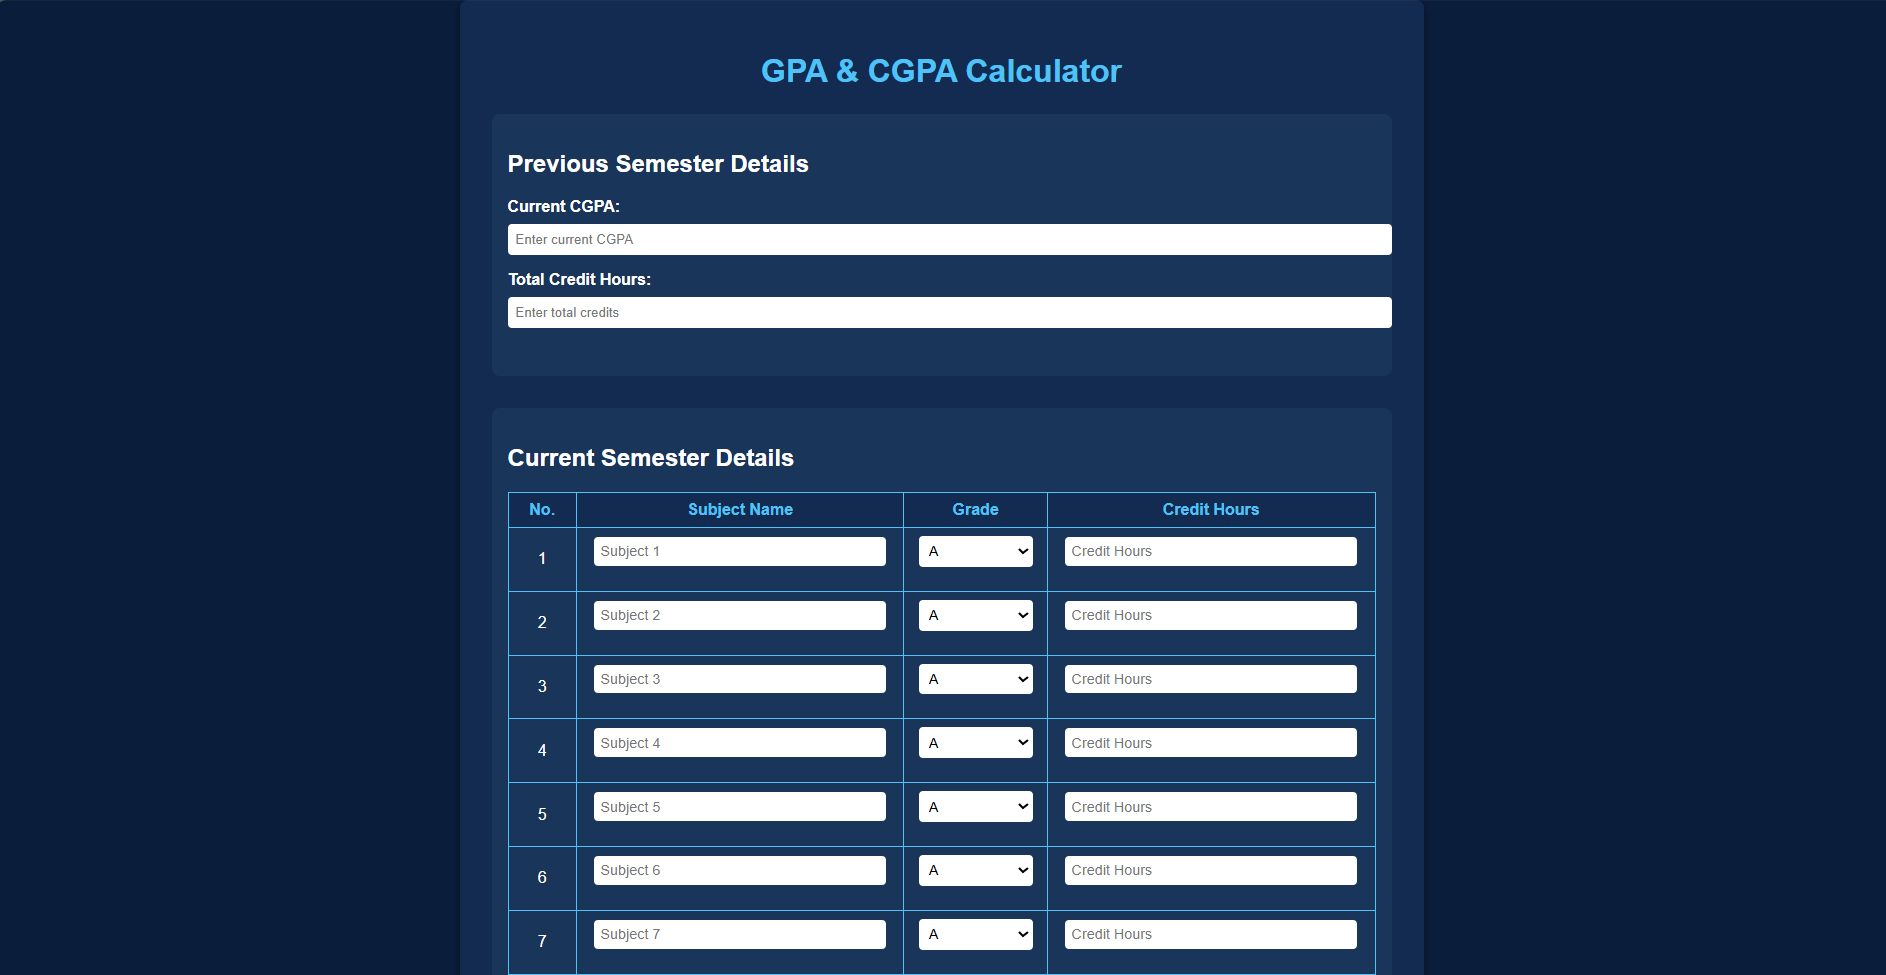 GPA & CGPA Calculator
Previous Semester Details
Current CGPA:
Enter current CGPA
Total Credit Hours:
Enter total credits
Current Semester Details
No. Subject Name Grade Credit Hours
1 Subject 1 A Credit Hours
2 Subject 2 A Credit Hours
3 Subject 3 A Credit Hours
4 Subject 4 A Credit Hours
5 Subject 5 A Credit Hours
6 Subject 6 A Credit Hours
7 Subject 7 A Credit Hours